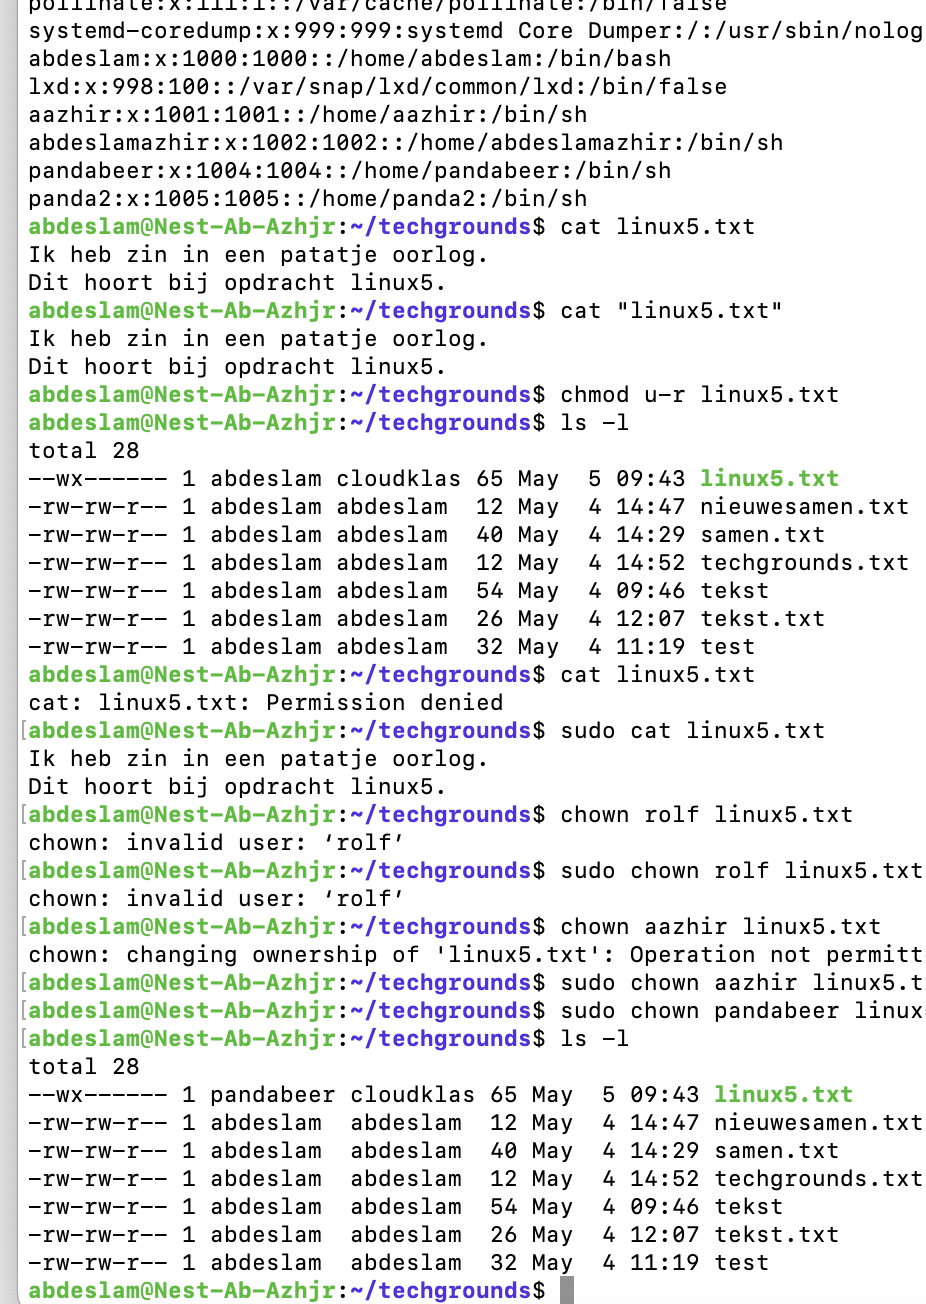 pollinate:x:111:1::/var/cache/pollinate:/bin/false
systemd-coredump:x:999:999:systemd Core Dumper:/:/usr/sbin/nolog
abdeslam:x:1000:1000::/home/abdeslam:/bin/bash
lxd:x:998:100::/var/snap/lxd/common/lxd:/bin/false
aazhir:x:1001:1001::/home/aazhir:/bin/sh
abdeslamazhir:x:1002:1002::/home/abdeslamazhir:/bin/sh
pandabeer:x:1004:1004::/home/pandabeer:/bin/sh
panda2:x:1005:1005::/home/panda2:/bin/sh
abdeslam@Nest-Ab-Azhjr:~/techgrounds$ cat linux5.txt
Ik heb zin in een patatje oorlog.
Dit hoort bij opdracht linux5.
abdeslam@Nest-Ab-Azhjr:~/techgrounds$ cat "linux5.txt"
Ik heb zin in een patatje oorlog.
Dit hoort bij opdracht linux5.
abdeslam@Nest-Ab-Azhjr:~/techgrounds$ chmod u-r linux5.txt
abdeslam@Nest-Ab-Azhjr:~/techgrounds$ ls -l
total 28
--wx------ 1 abdeslam cloudklas 65 May  5 09:43 linux5.txt
-rw-rw-r-- 1 abdeslam abdeslam  12 May  4 14:47 nieuwesamen.txt
-rw-rw-r-- 1 abdeslam abdeslam  40 May  4 14:29 samen.txt
-rw-rw-r-- 1 abdeslam abdeslam  12 May  4 14:52 techgrounds.txt
-rw-rw-r-- 1 abdeslam abdeslam  54 May  4 09:46 tekst
-rw-rw-r-- 1 abdeslam abdeslam  26 May  4 12:07 tekst.txt
-rw-rw-r-- 1 abdeslam abdeslam  32 May  4 11:19 test
abdeslam@Nest-Ab-Azhjr:~/techgrounds$ cat linux5.txt
cat: linux5.txt: Permission denied
[abdeslam@Nest-Ab-Azhjr:~/techgrounds$ sudo cat linux5.txt
Ik heb zin in een patatje oorlog.
Dit hoort bij opdracht linux5.
[abdeslam@Nest-Ab-Azhjr:~/techgrounds$ chown rolf linux5.txt
chown: invalid user: ‘rolf’
[abdeslam@Nest-Ab-Azhjr:~/techgrounds$ sudo chown rolf linux5.txt
chown: invalid user: ‘rolf’
[abdeslam@Nest-Ab-Azhjr:~/techgrounds$ chown aazhir linux5.txt
chown: changing ownership of 'linux5.txt': Operation not permitt
[abdeslam@Nest-Ab-Azhjr:~/techgrounds$ sudo chown aazhir linux5.t
[abdeslam@Nest-Ab-Azhjr:~/techgrounds$ sudo chown pandabeer linux
[abdeslam@Nest-Ab-Azhjr:~/techgrounds$ ls -l
total 28
--wx------ 1 pandabeer cloudklas 65 May  5 09:43 linux5.txt
-rw-rw-r-- 1 abdeslam  abdeslam  12 May  4 14:47 nieuwesamen.txt
-rw-rw-r-- 1 abdeslam  abdeslam  40 May  4 14:29 samen.txt
-rw-rw-r-- 1 abdeslam  abdeslam  12 May  4 14:52 techgrounds.txt
-rw-rw-r-- 1 abdeslam  abdeslam  54 May  4 09:46 tekst
-rw-rw-r-- 1 abdeslam  abdeslam  26 May  4 12:07 tekst.txt
-rw-rw-r-- 1 abdeslam  abdeslam  32 May  4 11:19 test
abdeslam@Nest-Ab-Azhjr:~/techgrounds$